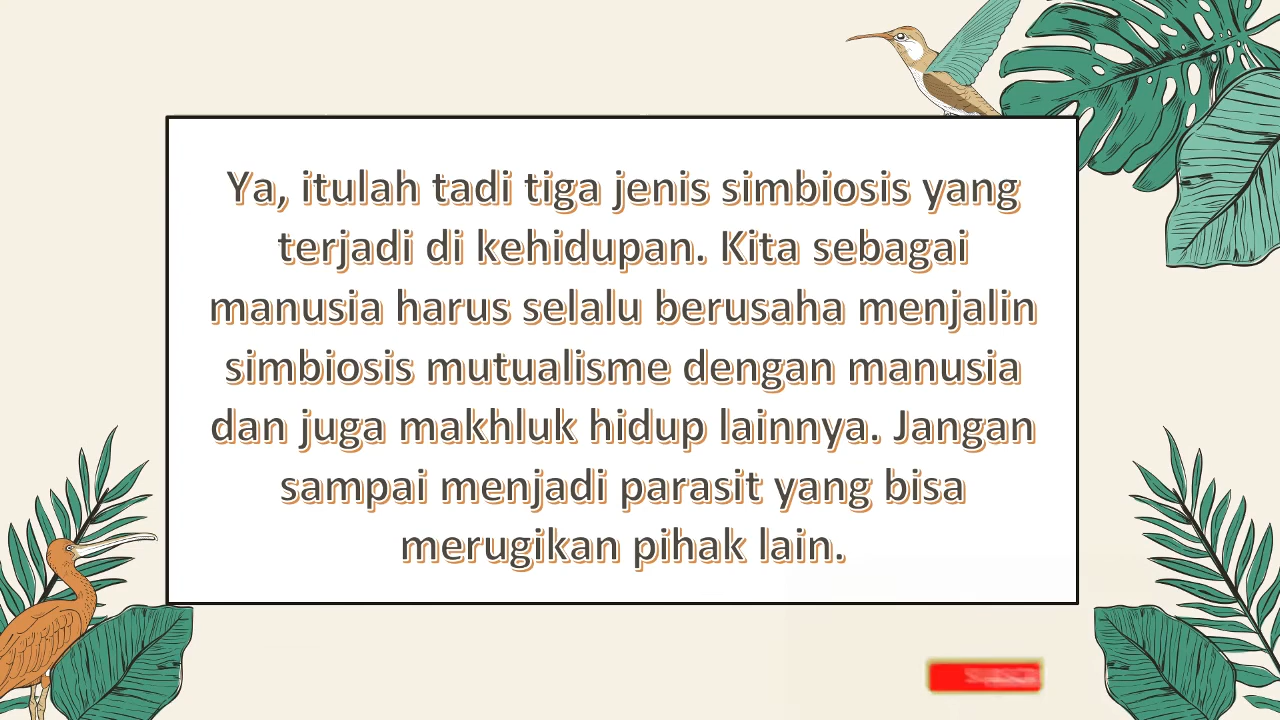 Ya, itulah tadi tiga jenis simbiosis yang
terjadi di kehidupan. Kita sebagai
manusia harus selalu berusaha menjalin
simbiosis mutualisme dengan manusia
dan juga makhluk hidup lainnya. Jangan
sampai menjadi parasit yang bisa
merugikan pihak lain.